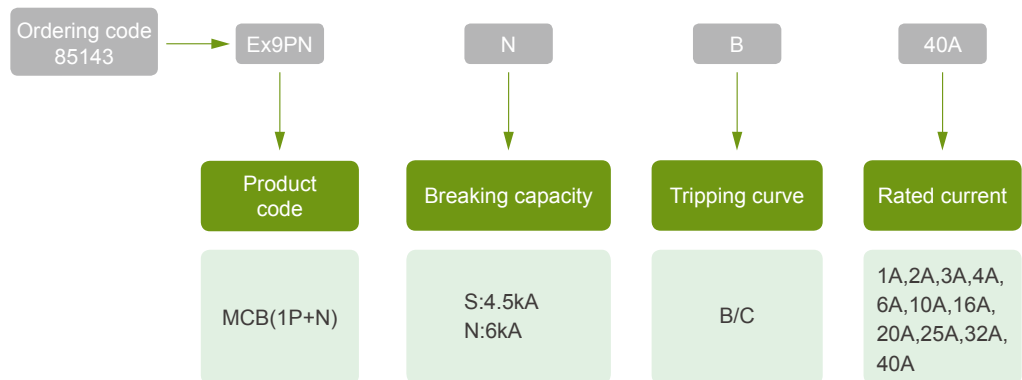 Ordering code
85143
Ex9PN
N
B
40A
Product
code
Breaking capacity
Tripping curve
Rated current
MCB(1P+N)
S:4.5kA
N:6kA
B/C
1A,2A,3A,4A,
6A,10A,16A,
20A,25A,32A,
40A